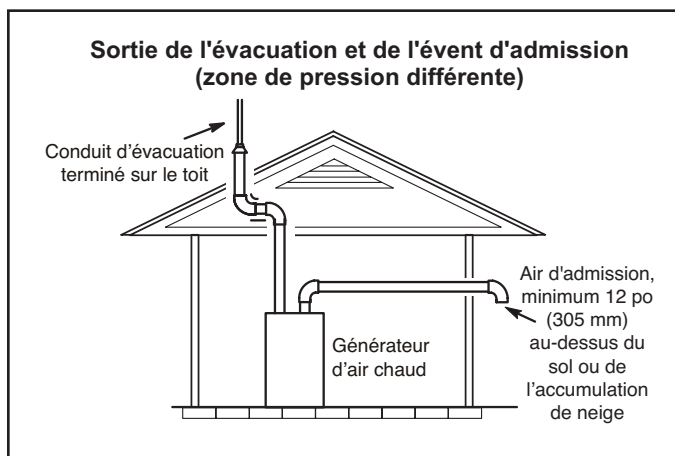 Sortie de l'évacuation et de l'évent d'admission
(zone de pression différente)
Conduit d’évacuation
terminé sur le toit
Air d'admission,
minimum 12 po
(305 mm)
au-dessus du
sol ou de
l’accumulation
de neige
Générateur
d’air chaud